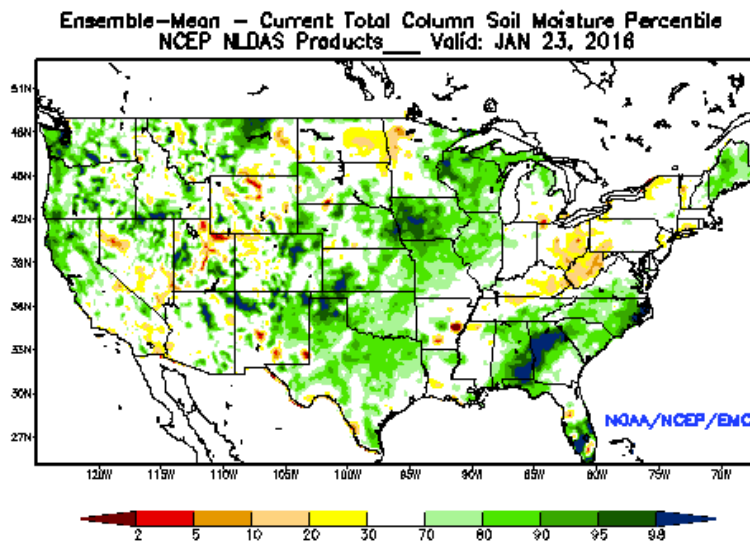 Ensemble-Mean - Current Total Column Soil Moisture Percentile
NCEP NLDAS Products___ Valid: JAN 23, 2016
51N
48N
45N
42N
39N
36N
33N
30N
27N
NOAA/NCEP/EMC
120W 115W 110W 105W 100W 95W 90W 85W 80W 75W 70W
2 5 10 20 30 70 80 90 95 98